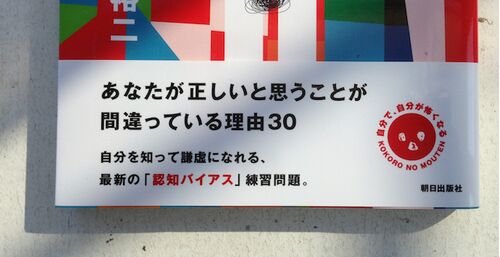 裕二
あなたが正しいと思うことが
間違っている理由30
自分を知って謙虚になれる、
最新の「認知バイアス」練習問題。
自分で、自分が怖くなる
KOKORO NO MOUTEN
朝日出版社